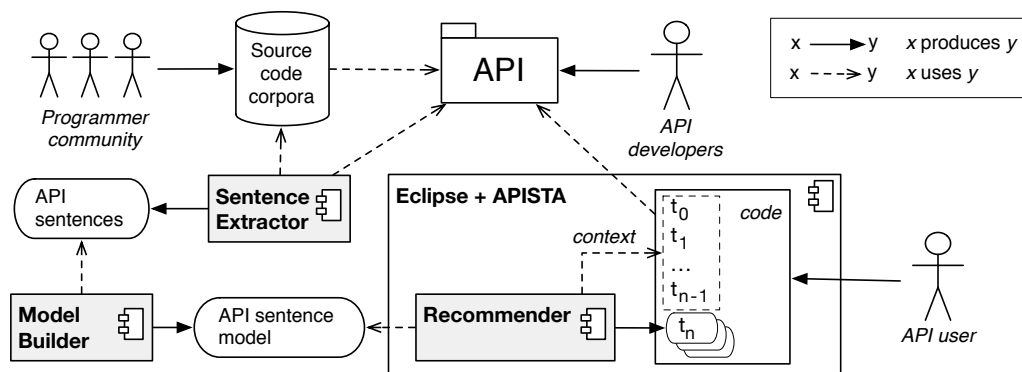 Programmer
community
Source
code
corpora
API
API
developers
x → y x produces y
x → y x uses y
API
sentences
Sentence
Extractor
Eclipse + APISTA
context
code
t0
t1
...
tn-1
tn
API user
Model
Builder
API sentence
model
Recommender